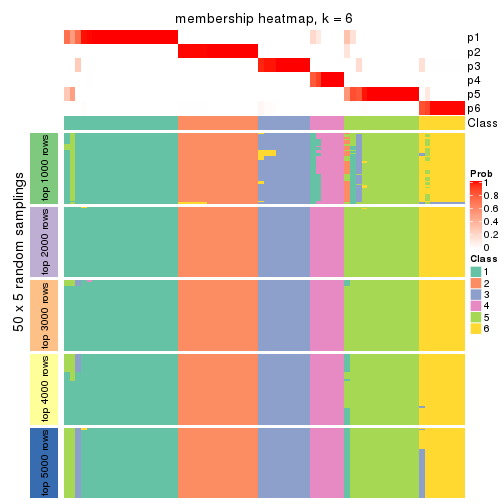 membership heatmap, k = 6
p1
p2
p3
p4
p5
p6
Class
50 x 5 random samplings
top 1000 rows
top 2000 rows
top 3000 rows
top 4000 rows
top 5000 rows
Prob
1
0.8
0.6
0.4
0.2
0
Class
1
2
3
4
5
6